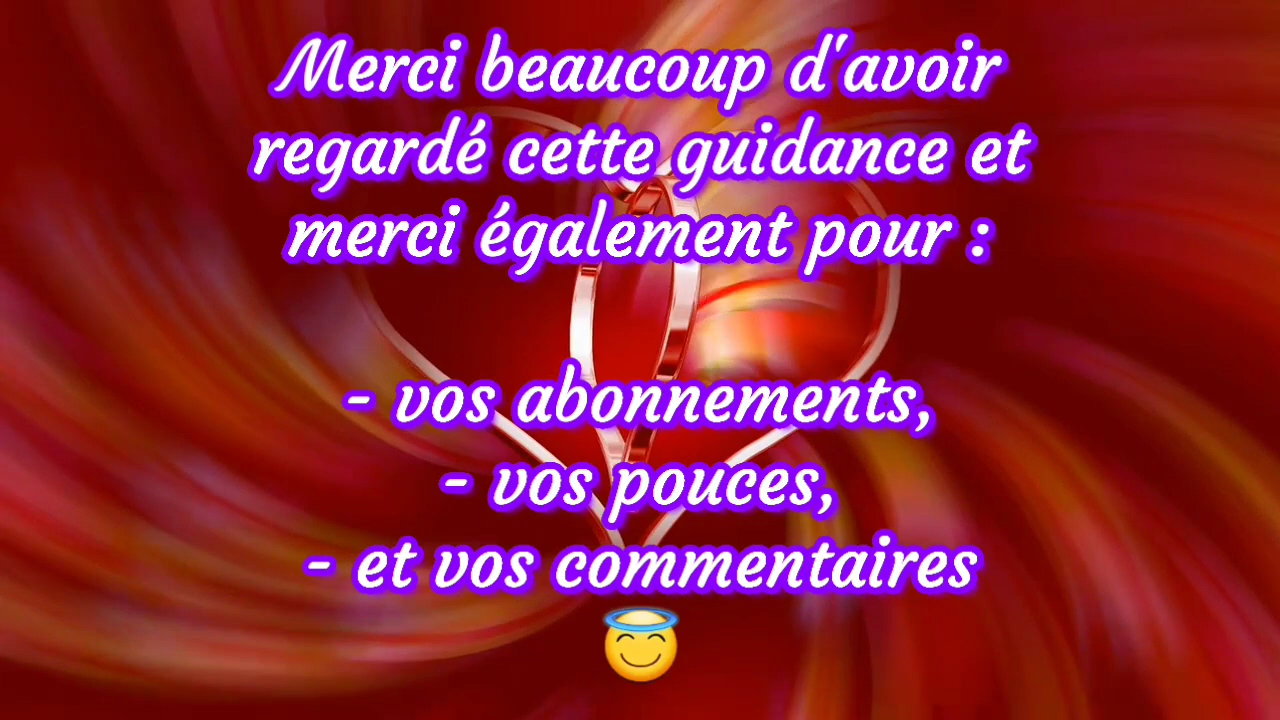 Merci beaucoup d'avoir
regardé cette guidance et
merci également pour :
- vos abonnements,
- vos pouces,
- et vos commentaires